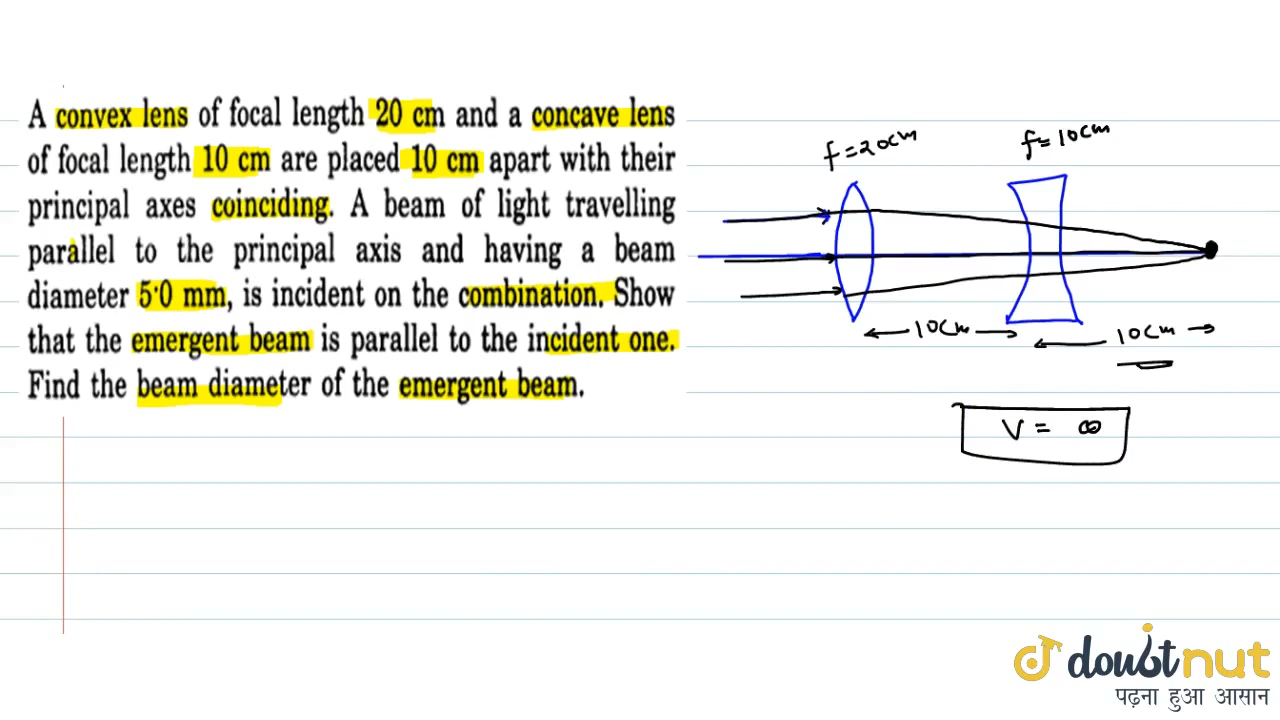 A convex lens of focal length 20 cm and a concave lens
of focal length 10 cm are placed 10 cm apart with their
principal axes coinciding. A beam of light travelling
parallel to the principal axis and having a beam
diameter 5·0 mm, is incident on the combination. Show
that the emergent beam is parallel to the incident one.
Find the beam diameter of the emergent beam.
f=20cm
f=10cm
10cm
10cm
V = ∞
doubtnut
पढ़ना हुआ आसान